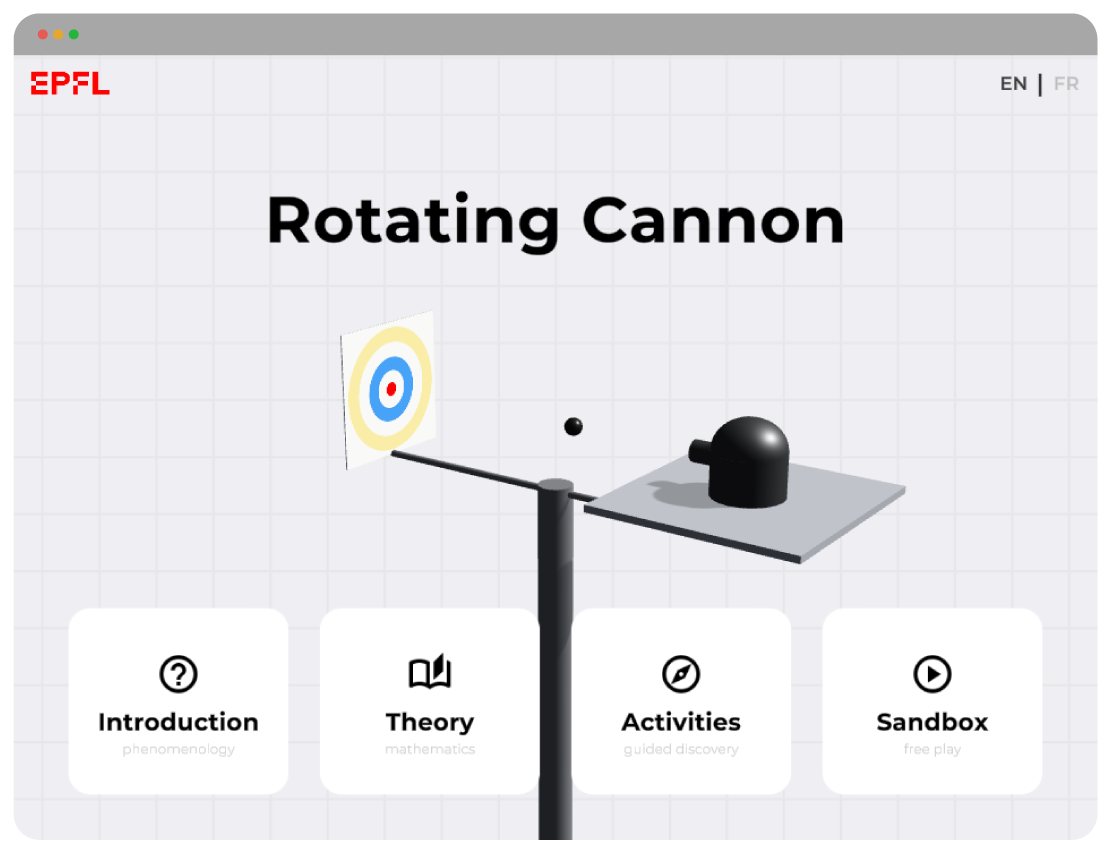 EPFL
EN | FR
Rotating Cannon
Introduction
phenomenology
Theory
mathematics
Activities
guided discovery
Sandbox
free play